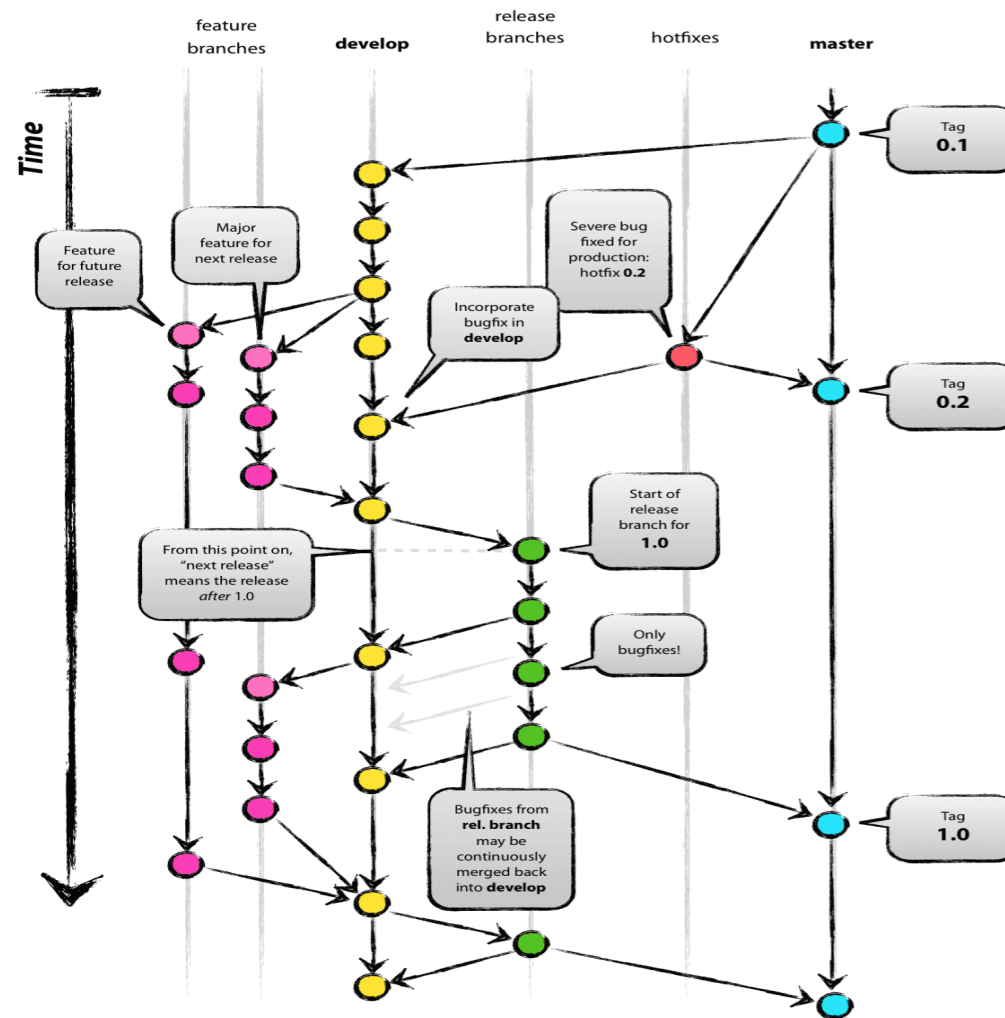 feature
branches
develop
release
branches
hotfixes
master
Time
Tag
0.1
Major
feature for
next release
Severe bug
fixed for
production:
hotfix 0.2
Feature
for future
release
Incorporate
bugfix in
develop
Tag
0.2
Start of
release
branch for
1.0
From this point on,
“next release”
means the release
after 1.0
Only
bugfixes!
Bugfixes from
rel. branch
may be
continuously
merged back
into develop
Tag
1.0